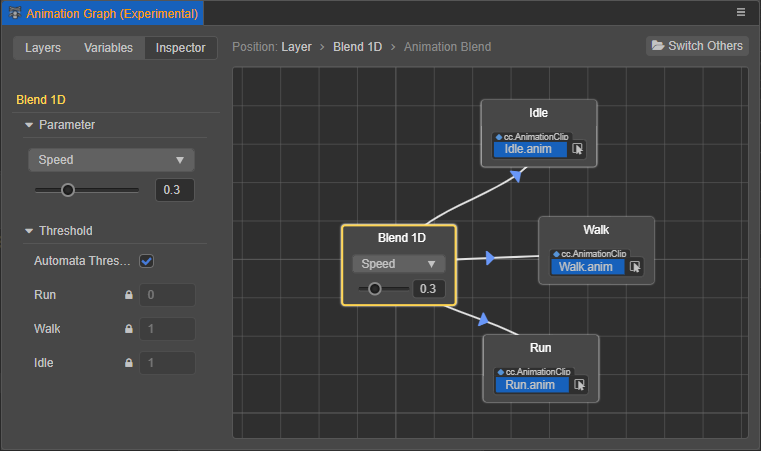 Animation Graph (Experimental)
Layers Variables Inspector
Position: Layer > Blend 1D > Animation Blend
Switch Others
Blend 1D
Parameter
Speed
0.3
Threshold
Automata Thres...
Run 0
Walk 1
Idle 1
Idle
cc.AnimationClip
Idle.anim
Blend 1D
Speed
0.3
Walk
cc.AnimationClip
Walk.anim
Run
cc.AnimationClip
Run.anim